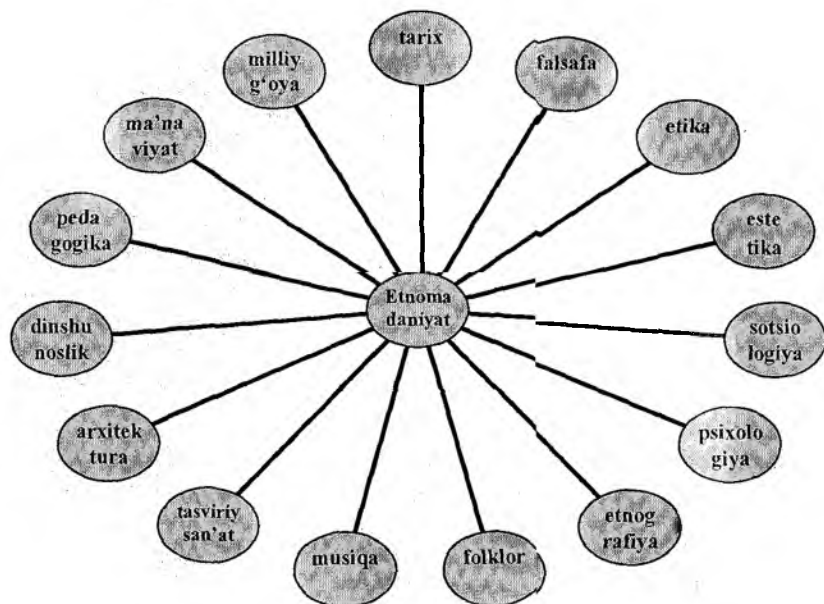 tarix
falsafa
etika
este
tika
sotsio
logiya
psixolo
giya
etnog
rafiya
folklor
musiqa
tasviriy
san'at
arxitek
tura
dinshu
noslik
peda
gogika
ma'na
viyat
milliy
g‘oya
Etnoma
daniyat